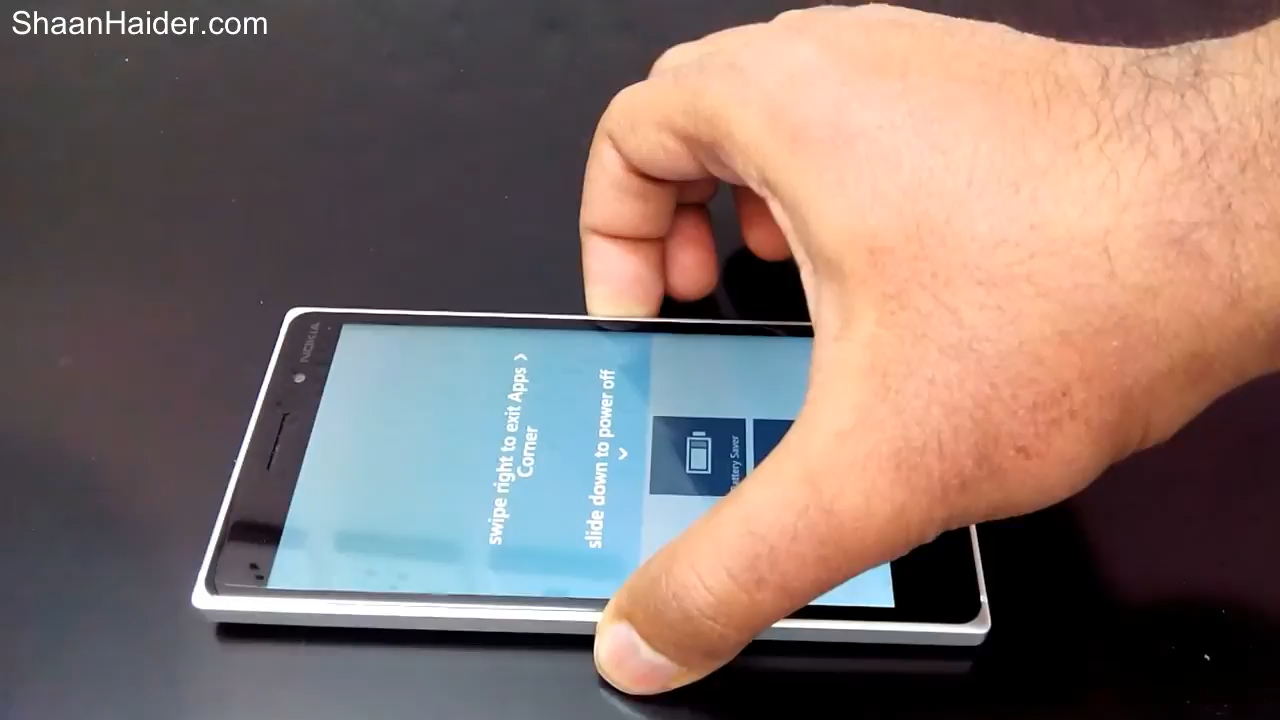 ShaanHaider.com
NOKIA
swipe right to exit Apps >
Corner
slide down to power off
Battery Saver